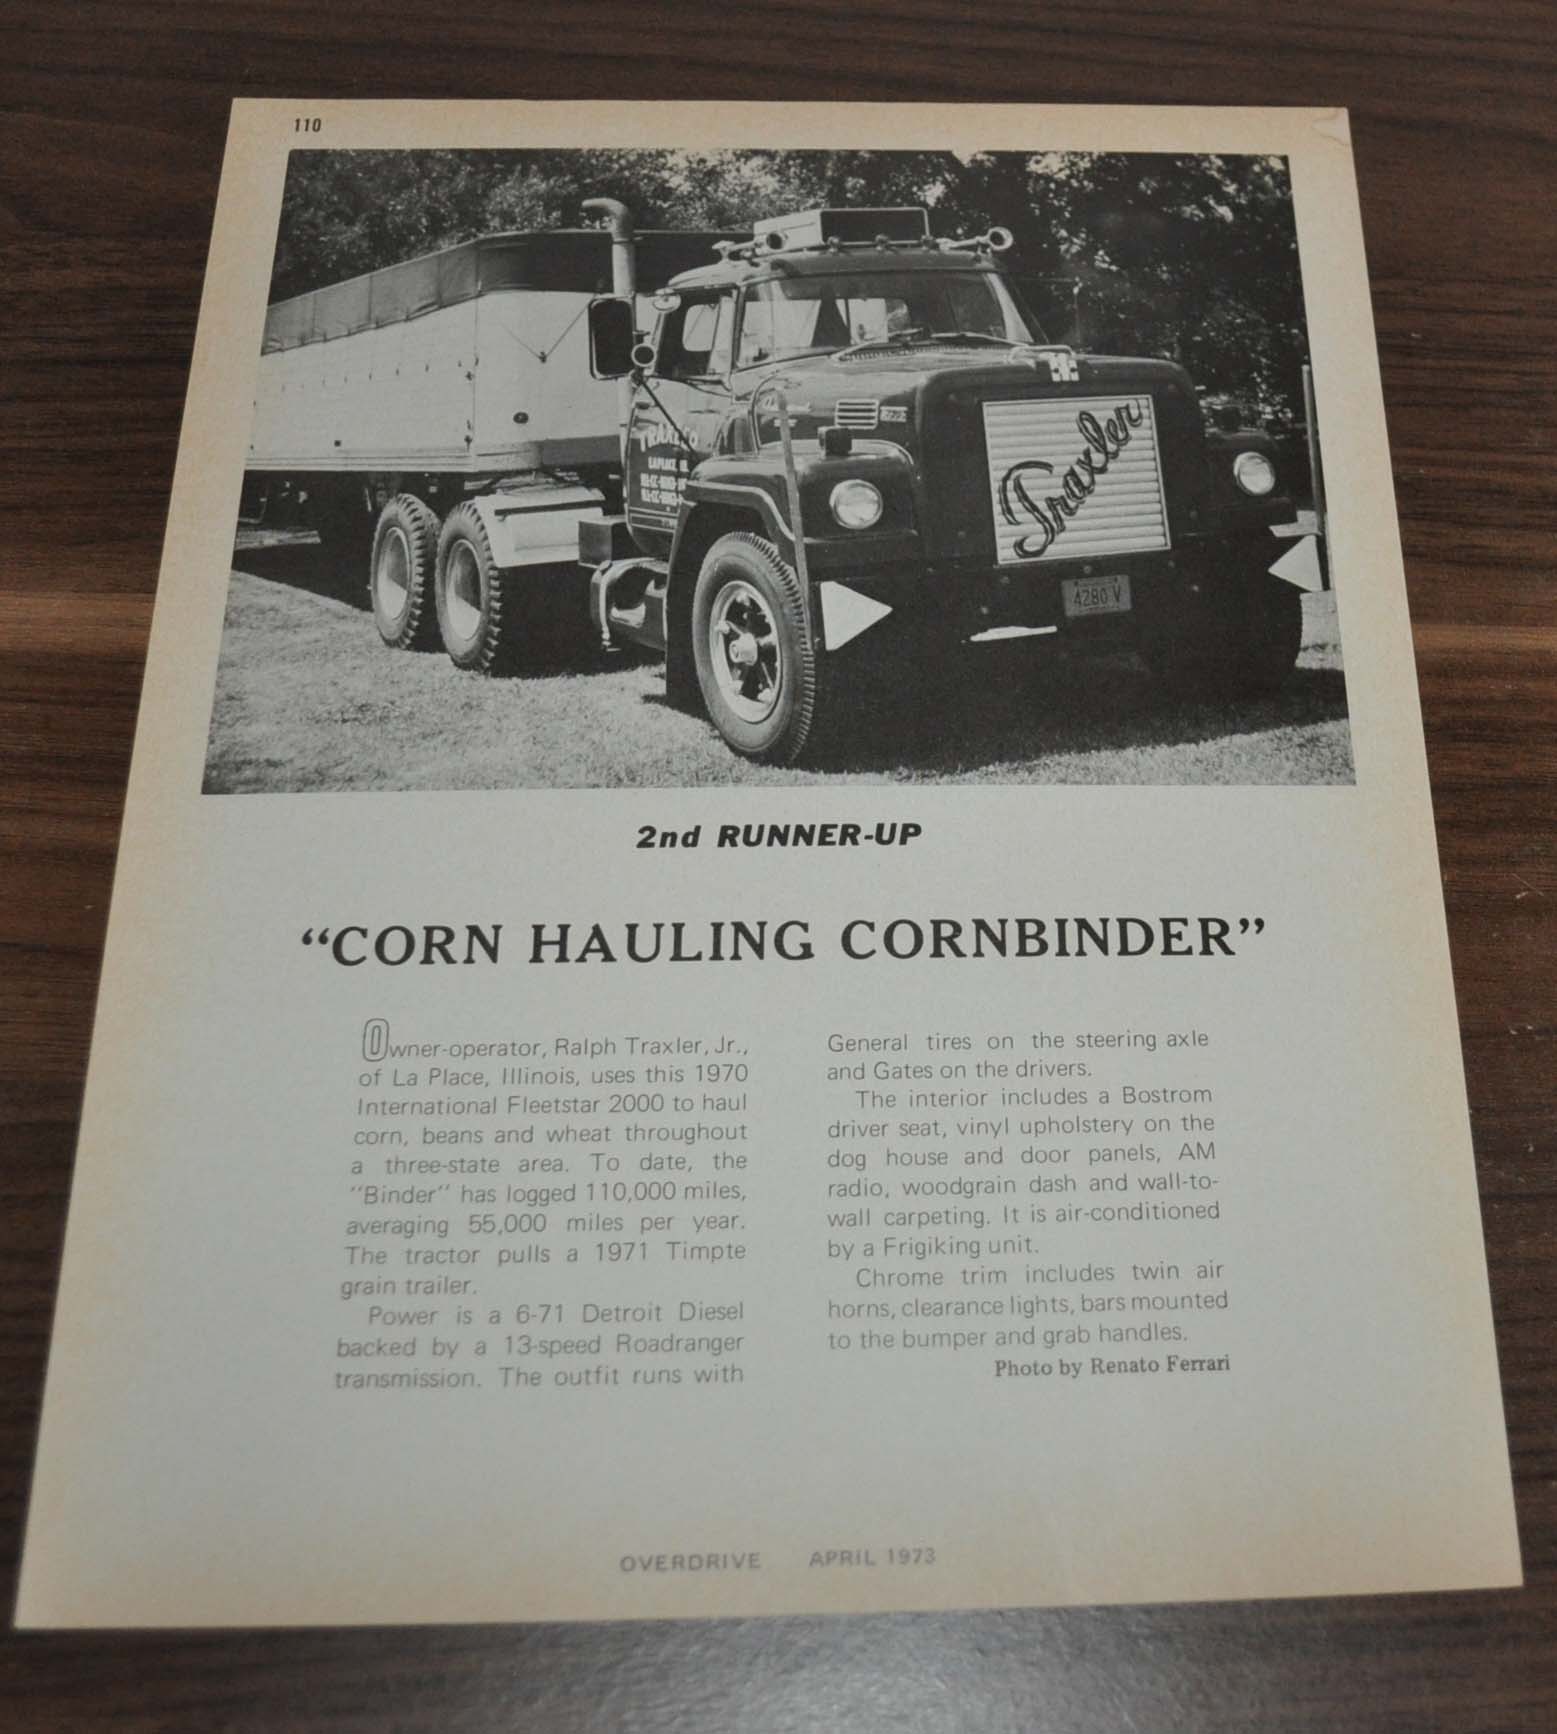 110
TRAXLER
LA PLACE, ILL.
Traxler
4280 V
2nd RUNNER-UP
“CORN HAULING CORNBINDER”
Owner-operator, Ralph Traxler, Jr.,
of La Place, Illinois, uses this 1970
International Fleetstar 2000 to haul
corn, beans and wheat throughout
a three-state area. To date, the
"Binder" has logged 110,000 miles,
averaging 55,000 miles per year.
The tractor pulls a 1971 Timpte
grain trailer.
Power is a 6-71 Detroit Diesel
backed by a 13-speed Roadranger
transmission. The outfit runs with
General tires on the steering axle
and Gates on the drivers.
The interior includes a Bostrom
driver seat, vinyl upholstery on the
dog house and door panels, AM
radio, woodgrain dash and wall-to-
wall carpeting. It is air-conditioned
by a Frigiking unit.
Chrome trim includes twin air
horns, clearance lights, bars mounted
to the bumper and grab handles.
Photo by Renato Ferrari
OVERDRIVE APRIL 1973